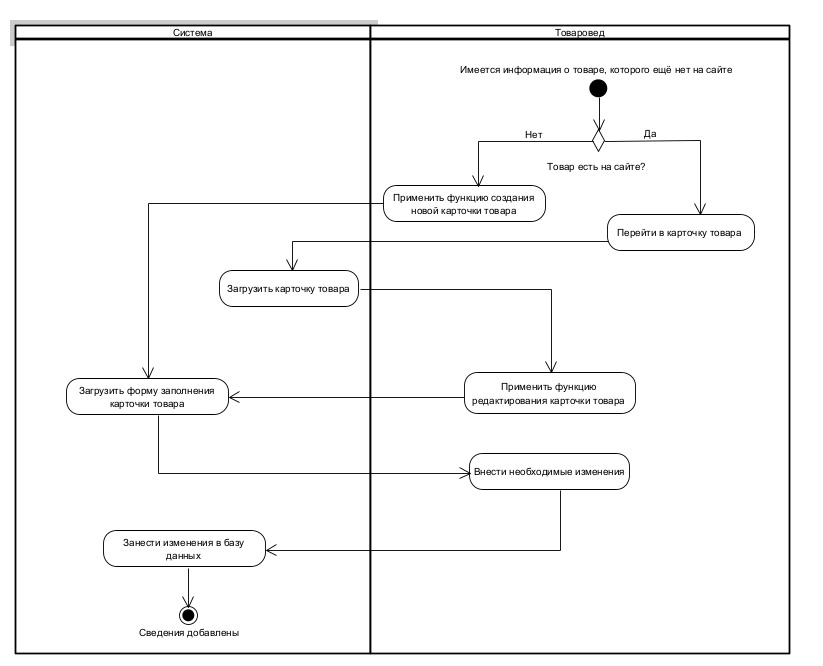 Система
Товаровед
Имеется информация о товаре, которого ещё нет на сайте
Нет
Да
Товар есть на сайте?
Применить функцию создания
новой карточки товара
Перейти в карточку товара
Загрузить карточку товара
Загрузить форму заполнения
карточки товара
Применить функцию
редактирования карточки товара
Внести необходимые изменения
Занести изменения в базу
данных
Сведения добавлены